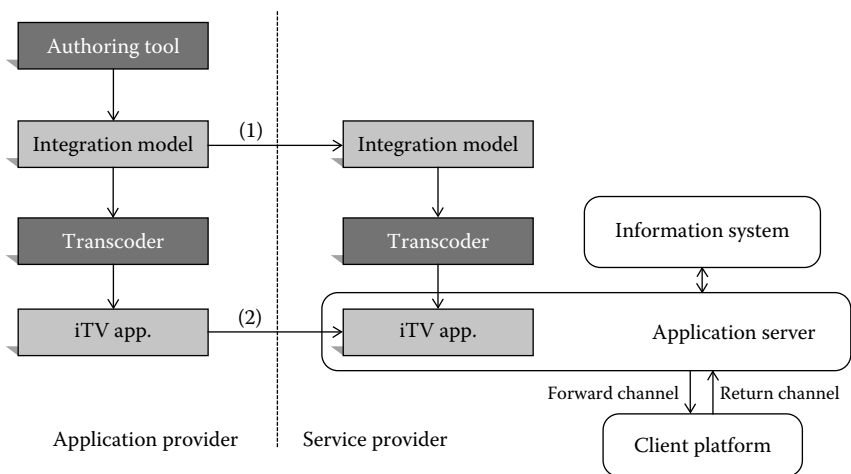 Authoring tool
Integration model
(1)
Integration model
Transcoder
Transcoder
Information system
iTV app.
(2)
iTV app.
Application server
Forward channel
Return channel
Application provider
Service provider
Client platform